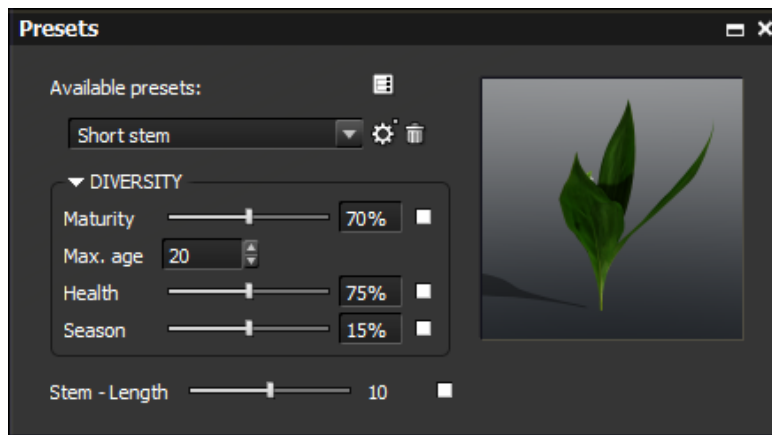 Presets
Available presets:
Short stem
DIVERSITY
Maturity 70%
Max. age 20
Health 75%
Season 15%
Stem - Length 10